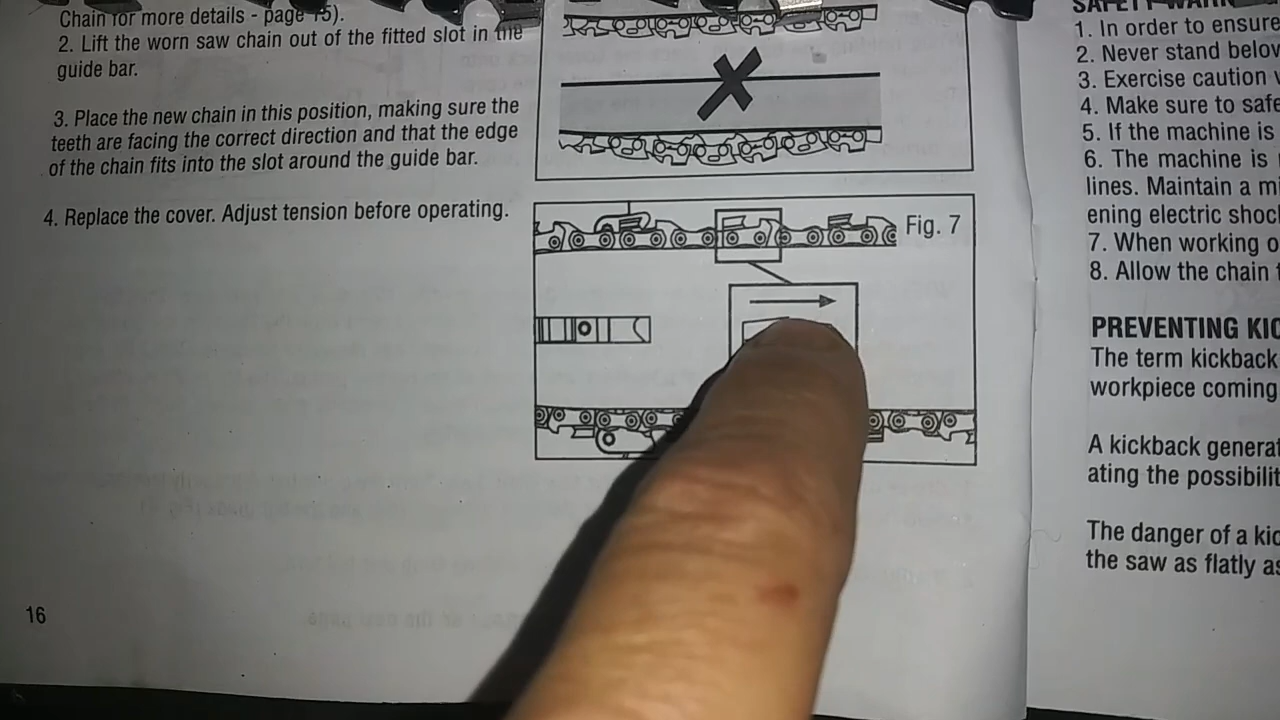 Chain for more details - page 15).
2. Lift the worn saw chain out of the fitted slot in the
guide bar.
3. Place the new chain in this position, making sure the
teeth are facing the correct direction and that the edge
of the chain fits into the slot around the guide bar.
4. Replace the cover. Adjust tension before operating.
Fig. 7
16
1. In order to ensure
2. Never stand below
3. Exercise caution
4. Make sure to safe
5. If the machine is
6. The machine is
lines. Maintain a mi
ening electric shoc
7. When working o
8. Allow the chain
PREVENTING KIC
The term kickback
workpiece coming
A kickback generat
ating the possibilit
The danger of a kic
the saw as flatly as